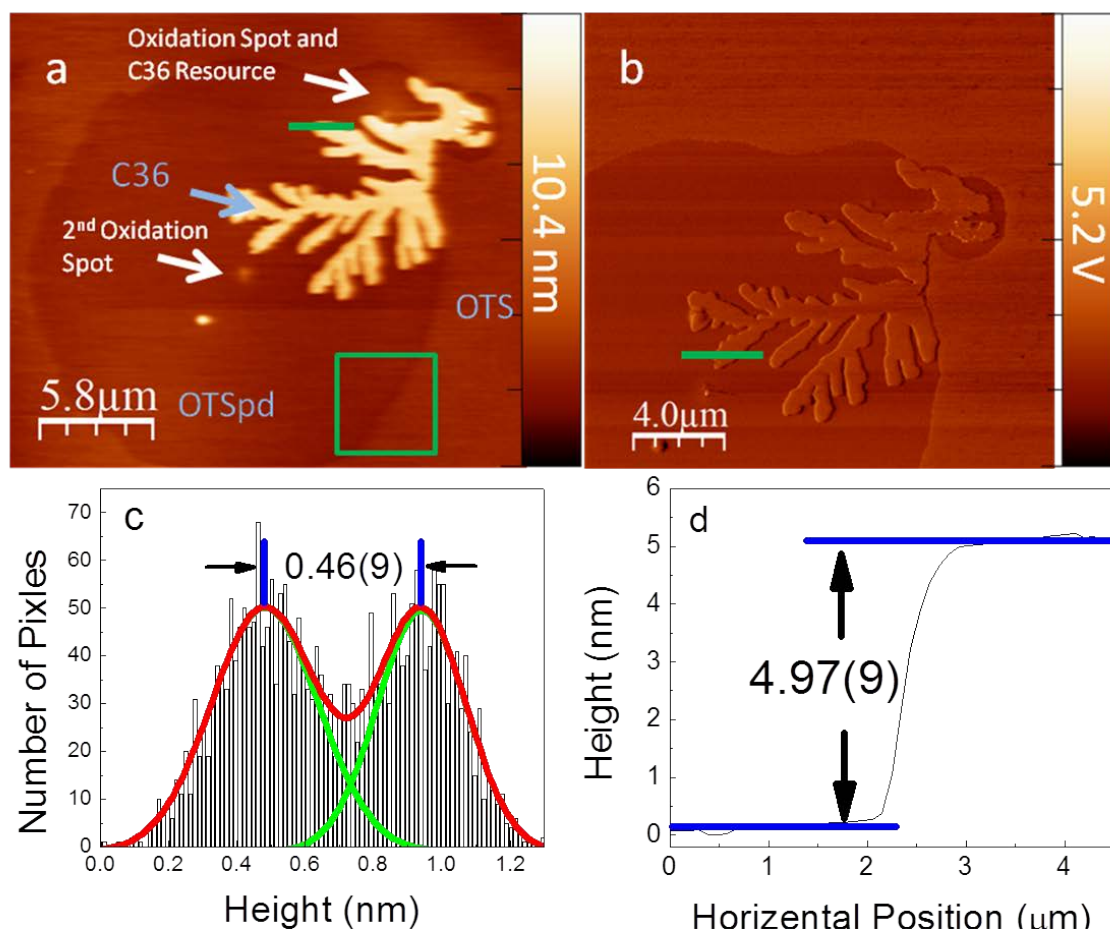 a
Oxidation Spot and
C36 Resource
C36
2nd Oxidation
Spot
OTS
OTSpd
5.8μm
10.4 nm
b
4.0μm
5.2 V
c
0.46(9)
70
60
50
40
30
20
10
0
0.0 0.2 0.4 0.6 0.8 1.0 1.2
Number of Pixles
Height (nm)
d
4.97(9)
6
5
4
3
2
1
0
0 1 2 3 4
Height (nm)
Horizental Position (μm)